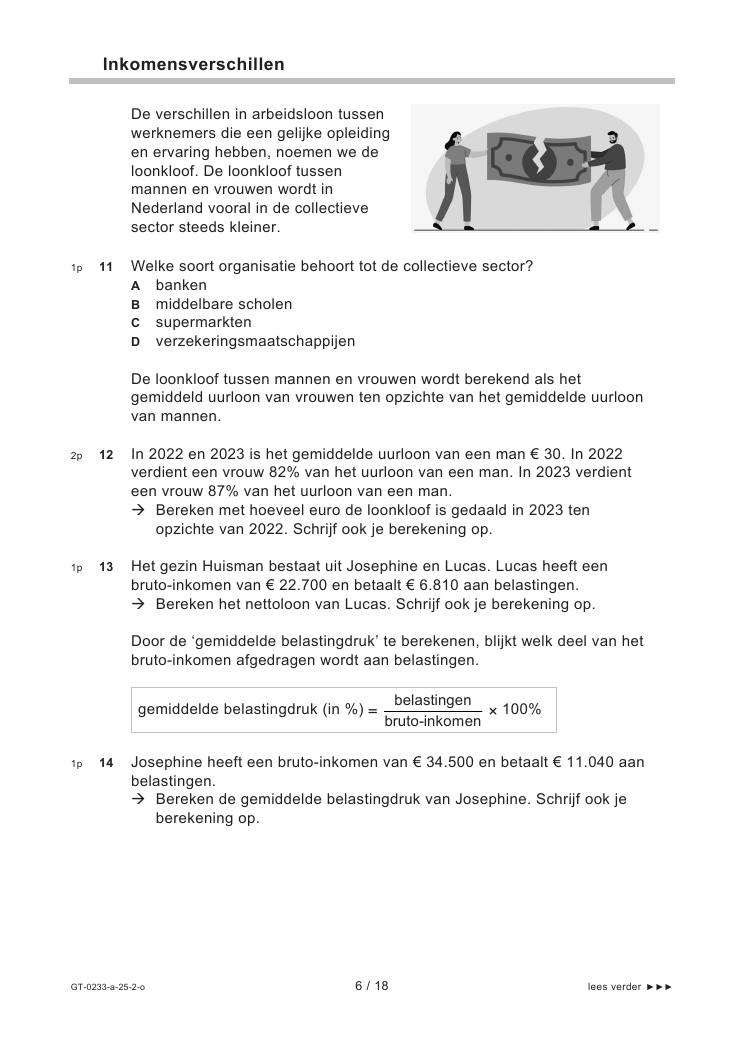 Inkomensverschillen
De verschillen in arbeidsloon tussen
werknemers die een gelijke opleiding
en ervaring hebben, noemen we de
loonkloof. De loonkloof tussen
mannen en vrouwen wordt in
Nederland vooral in de collectieve
sector steeds kleiner.
1p 11 Welke soort organisatie behoort tot de collectieve sector?
A banken
B middelbare scholen
C supermarkten
D verzekeringsmaatschappijen
De loonkloof tussen mannen en vrouwen wordt berekend als het
gemiddeld uurloon van vrouwen ten opzichte van het gemiddelde uurloon
van mannen.
2p 12 In 2022 en 2023 is het gemiddelde uurloon van een man € 30. In 2022
verdient een vrouw 82% van het uurloon van een man. In 2023 verdient
een vrouw 87% van het uurloon van een man.
→ Bereken met hoeveel euro de loonkloof is gedaald in 2023 ten
opzichte van 2022. Schrijf ook je berekening op.
1p 13 Het gezin Huisman bestaat uit Josephine en Lucas. Lucas heeft een
bruto-inkomen van € 22.700 en betaalt € 6.810 aan belastingen.
→ Bereken het nettoloon van Lucas. Schrijf ook je berekening op.
Door de ‘gemiddelde belastingdruk’ te berekenen, blijkt welk deel van het
bruto-inkomen afgedragen wordt aan belastingen.
gemiddelde belastingdruk (in %) = belastingen / bruto-inkomen × 100%
1p 14 Josephine heeft een bruto-inkomen van € 34.500 en betaalt € 11.040 aan
belastingen.
→ Bereken de gemiddelde belastingdruk van Josephine. Schrijf ook je
berekening op.
GT-0233-a-25-2-o 6 / 18 lees verder ►►►